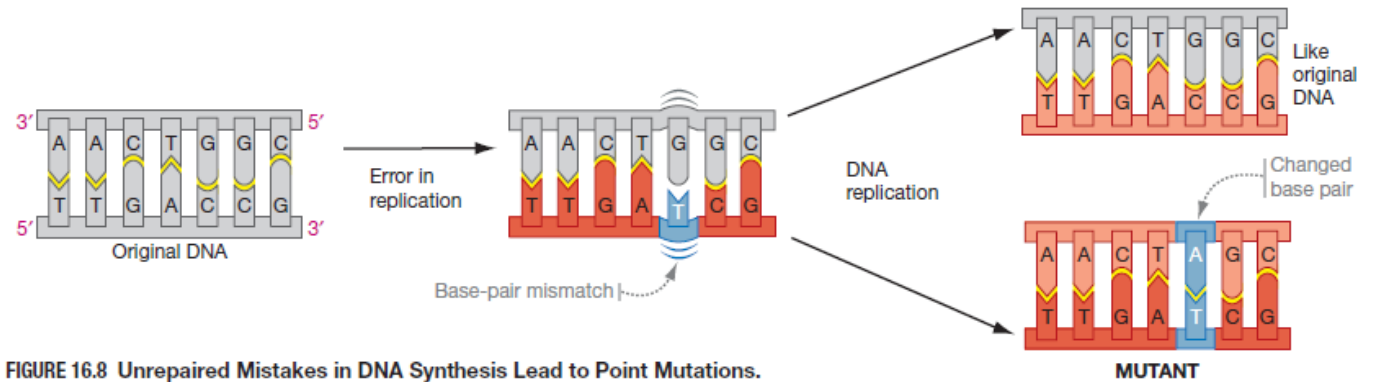 3′ A A C T G G C 5′
5′ T T G A C C G 3′
Original DNA
Error in
replication
A A C T G G C
T T G A T C G
Base-pair mismatch
DNA
replication
A A C T G G C
T T G A C C G
Like
original
DNA
Changed
base pair
A A C T A G C
T T G A T C G
MUTANT
FIGURE 16.8 Unrepaired Mistakes in DNA Synthesis Lead to Point Mutations.